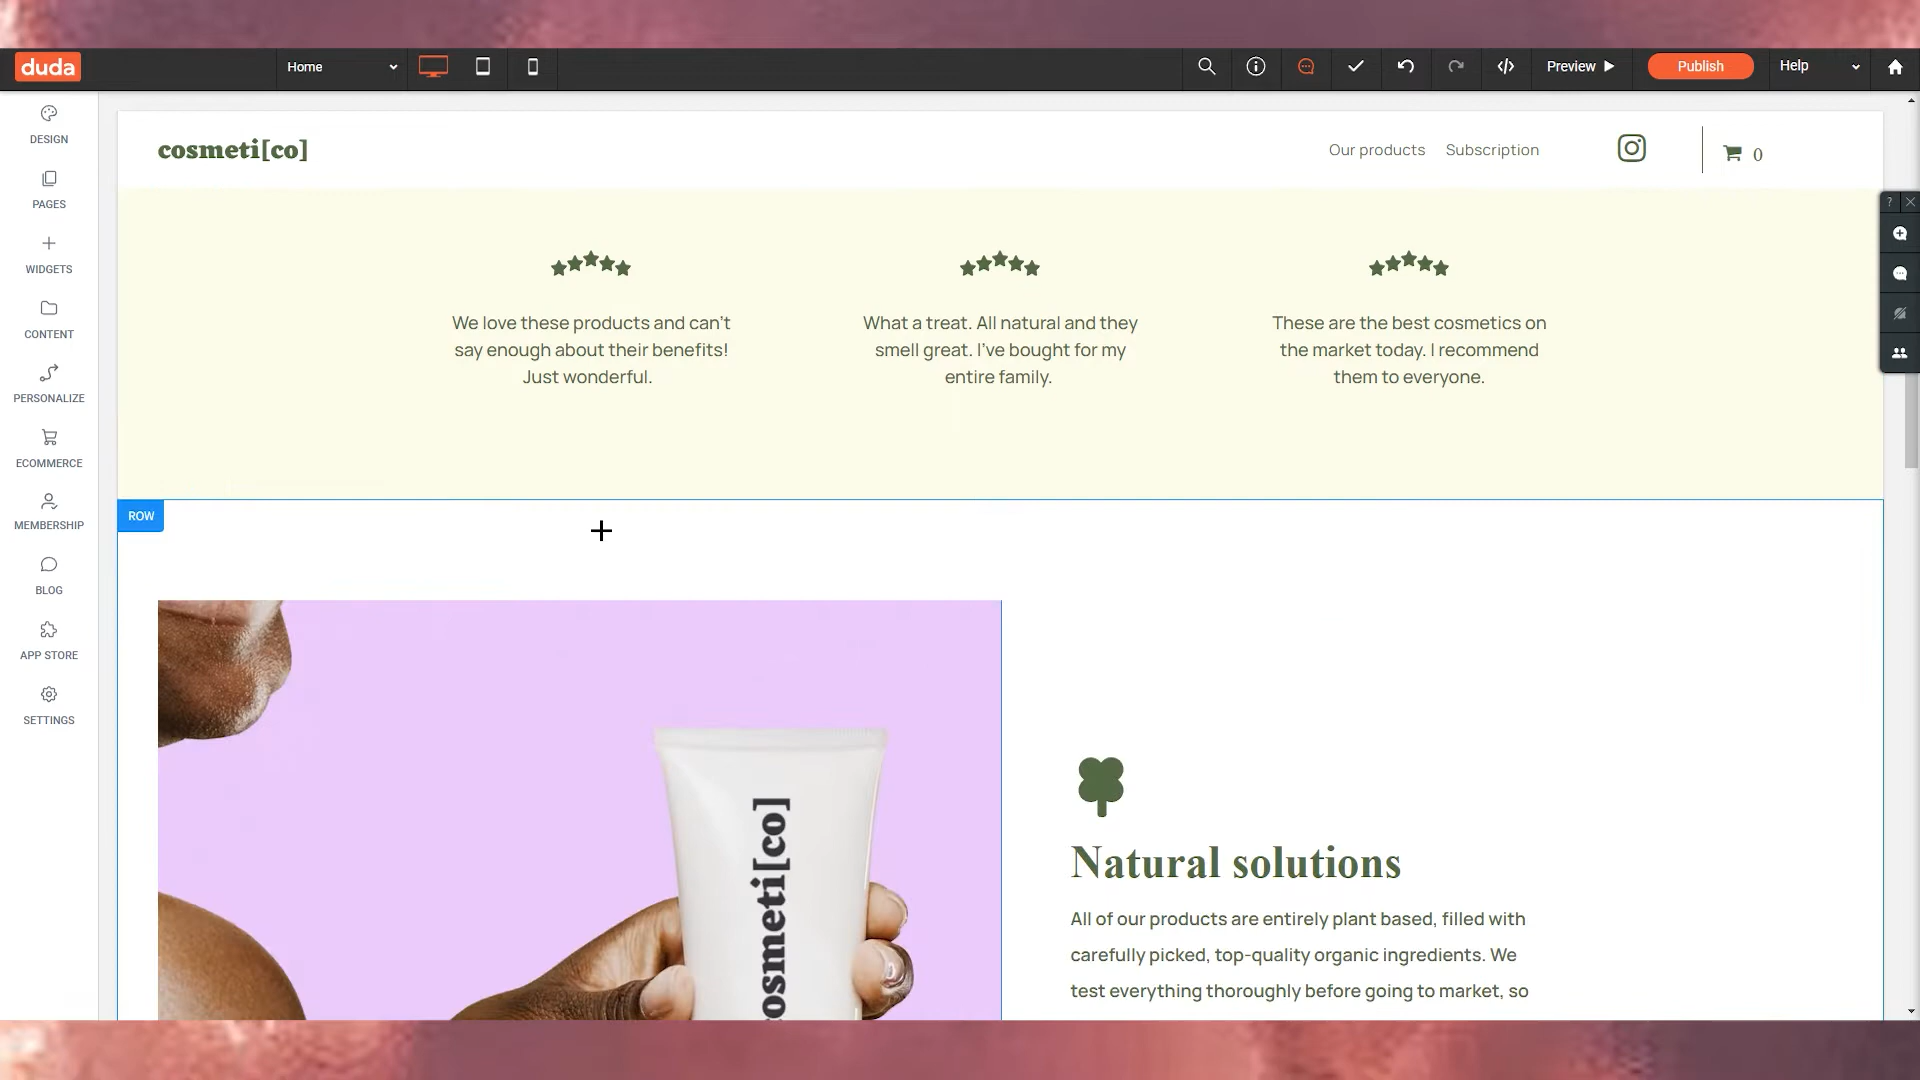 duda
Home
Preview
Publish
Help
DESIGN
PAGES
WIDGETS
CONTENT
PERSONALIZE
ECOMMERCE
MEMBERSHIP
BLOG
APP STORE
SETTINGS
cosmeti[co]
Our products
Subscription
0
?
We love these products and can't
say enough about their benefits!
Just wonderful.
What a treat. All natural and they
smell great. I've bought for my
entire family.
These are the best cosmetics on
the market today. I recommend
them to everyone.
ROW
cosmeti[co]
Natural solutions
All of our products are entirely plant based, filled with
carefully picked, top-quality organic ingredients. We
test everything thoroughly before going to market, so